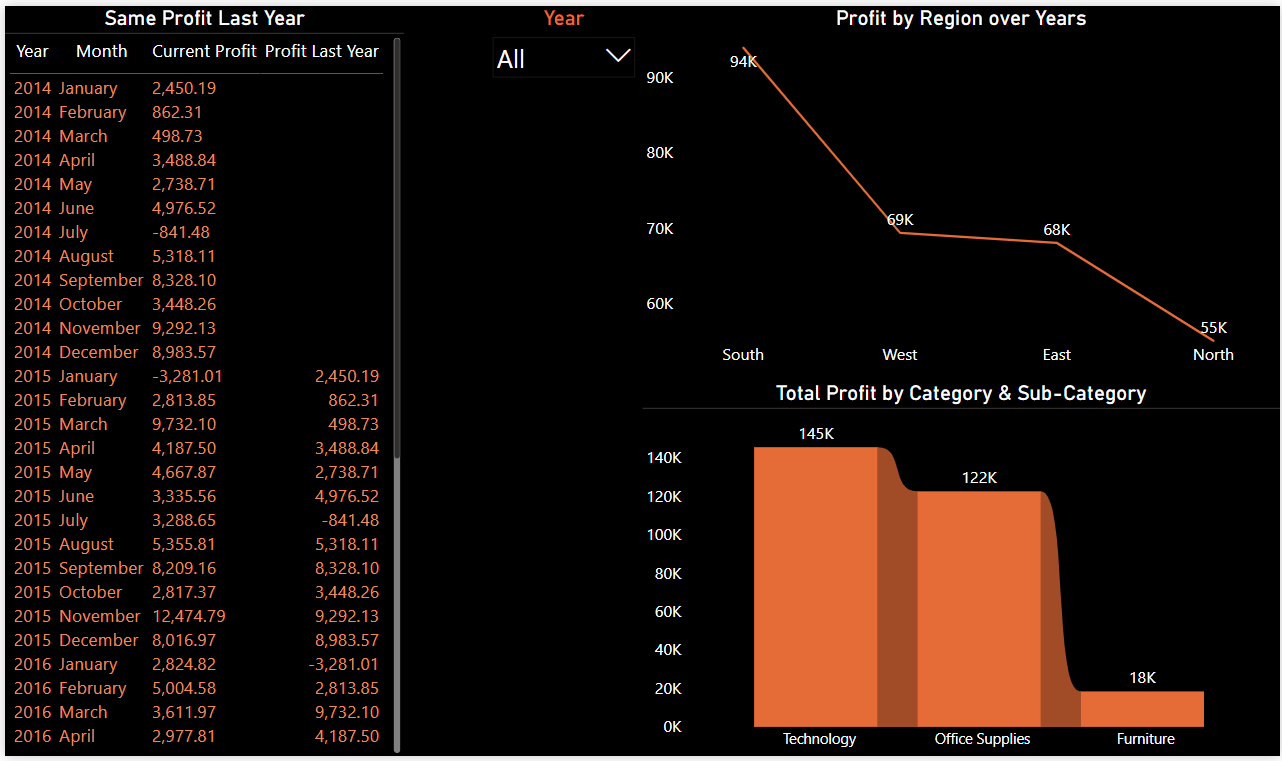 Same Profit Last Year
Year Month Current Profit Profit Last Year
2014 January 2,450.19
2014 February 862.31
2014 March 498.73
2014 April 3,488.84
2014 May 2,738.71
2014 June 4,976.52
2014 July -841.48
2014 August 5,318.11
2014 September 8,328.10
2014 October 3,448.26
2014 November 9,292.13
2014 December 8,983.57
2015 January -3,281.01 2,450.19
2015 February 2,813.85 862.31
2015 March 9,732.10 498.73
2015 April 4,187.50 3,488.84
2015 May 4,667.87 2,738.71
2015 June 3,335.56 4,976.52
2015 July 3,288.65 -841.48
2015 August 5,355.81 5,318.11
2015 September 8,209.16 8,328.10
2015 October 2,817.37 3,448.26
2015 November 12,474.79 9,292.13
2015 December 8,016.97 8,983.57
2016 January 2,824.82 -3,281.01
2016 February 5,004.58 2,813.85
2016 March 3,611.97 9,732.10
2016 April 2,977.81 4,187.50
Year
All
Profit by Region over Years
94K
90K
80K
69K
70K
68K
60K
55K
South West East North
Total Profit by Category & Sub-Category
145K
140K
122K
120K
100K
80K
60K
40K
20K
18K
0K
Technology Office Supplies Furniture